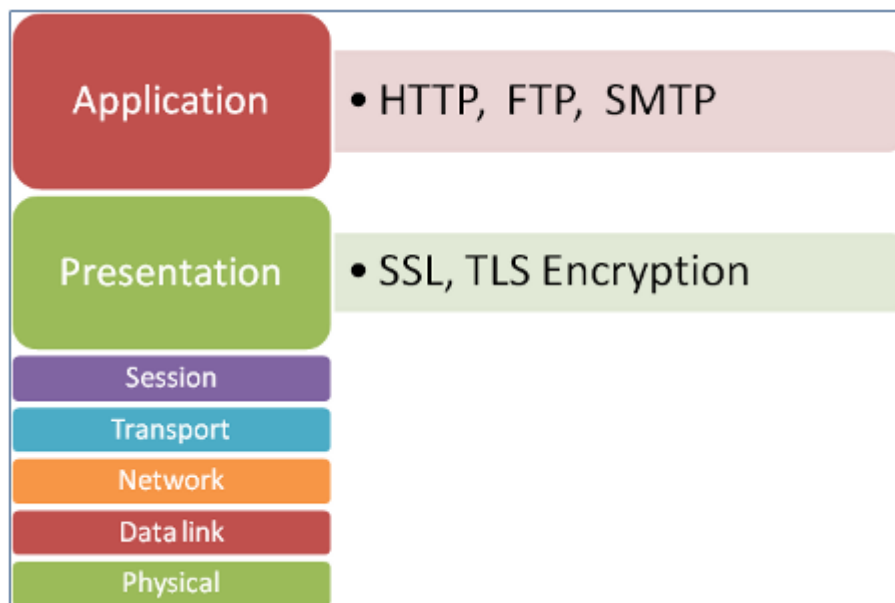 Application
• HTTP, FTP, SMTP
Presentation
• SSL, TLS Encryption
Session
Transport
Network
Data link
Physical